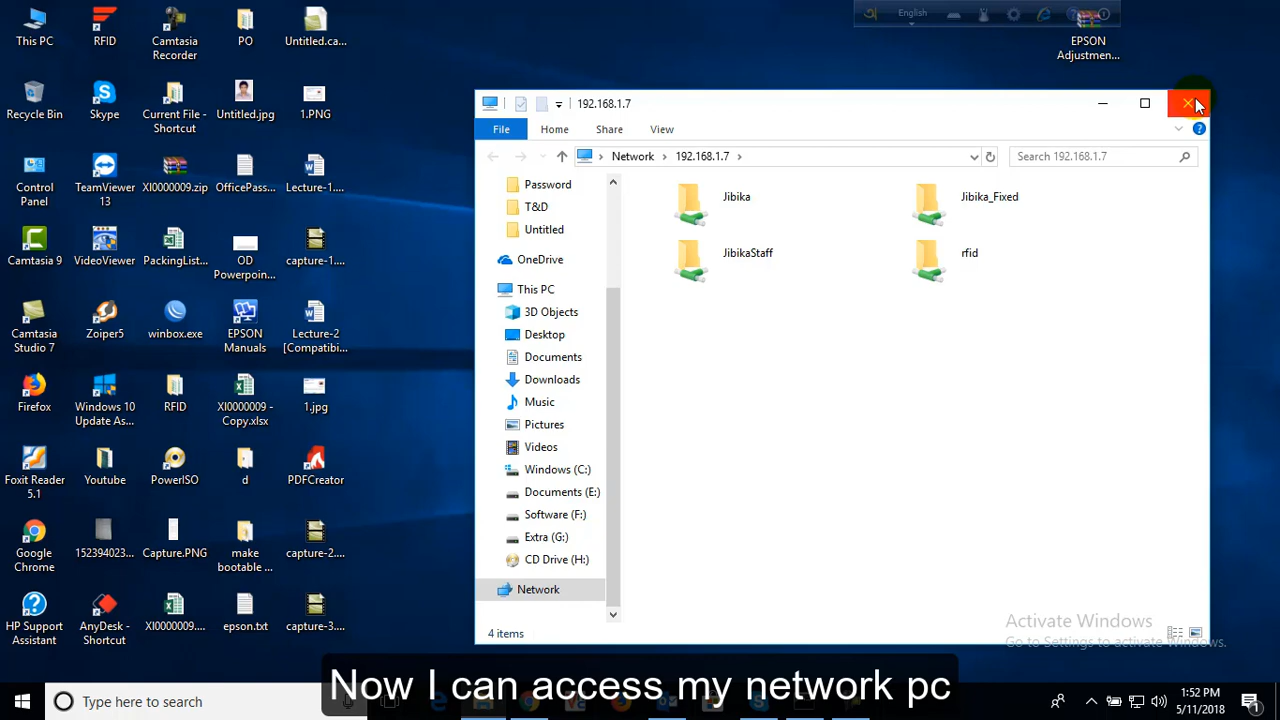 This PC
RFID
Camtasia
Recorder
PO
Untitled.ca...
EPSON
Adjustmen...
English
Recycle Bin
Skype
Current File -
Shortcut
Untitled.jpg
1.PNG
Control
Panel
TeamViewer
13
XI0000009.zip
OfficePass...
Lecture-1....
Camtasia 9
VideoViewer
PackingList...
OD
Powerpoin...
capture-1....
Camtasia
Studio 7
Zoiper5
winbox.exe
EPSON
Manuals
Lecture-2
[Compatibi...
Firefox
Windows 10
Update As...
RFID
XI0000009 -
Copy.xlsx
1.jpg
Foxit Reader
5.1
Youtube
PowerISO
d
PDFCreator
Google
Chrome
152394023...
Capture.PNG
make
bootable ...
capture-2....
HP Support
Assistant
AnyDesk -
Shortcut
XI0000009....
epson.txt
capture-3....
192.168.1.7
File
Home
Share
View
Network
192.168.1.7
Search 192.168.1.7
Password
T&D
Untitled
OneDrive
This PC
3D Objects
Desktop
Documents
Downloads
Music
Pictures
Videos
Windows (C:)
Documents (E:)
Software (F:)
Extra (G:)
CD Drive (H:)
Network
Jibika
Jibika_Fixed
JibikaStaff
rfid
4 items
Activate Windows
Go to Settings to activate Windows.
Now I can access my network pc
Type here to search
1:52 PM
5/11/2018